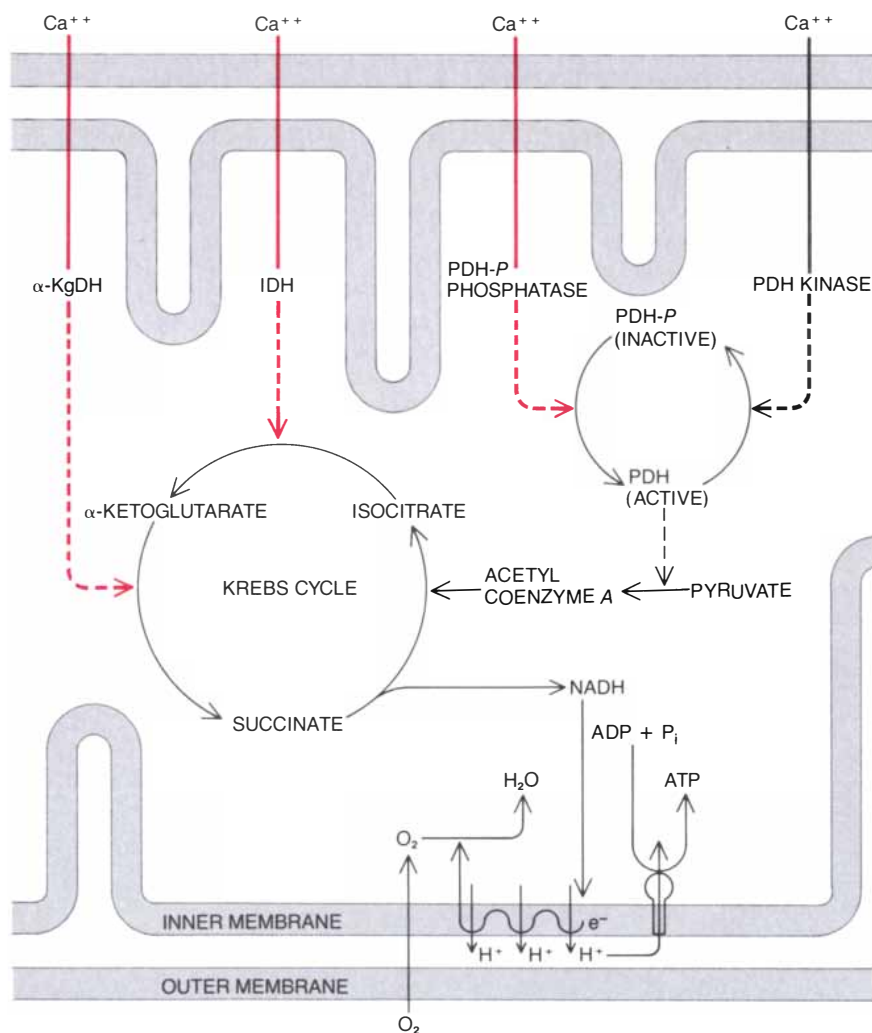 Ca++
Ca++
Ca++
Ca++
α-KgDH
IDH
PDH-P
PHOSPHATASE
PDH KINASE
PDH-P
(INACTIVE)
PDH
(ACTIVE)
α-KETOGLUTARATE
ISOCITRATE
KREBS CYCLE
ACETYL
COENZYME A
PYRUVATE
SUCCINATE
NADH
ADP + Pi
ATP
H₂O
O₂
INNER MEMBRANE
e⁻
H⁺
H⁺
H⁺
OUTER MEMBRANE
O₂